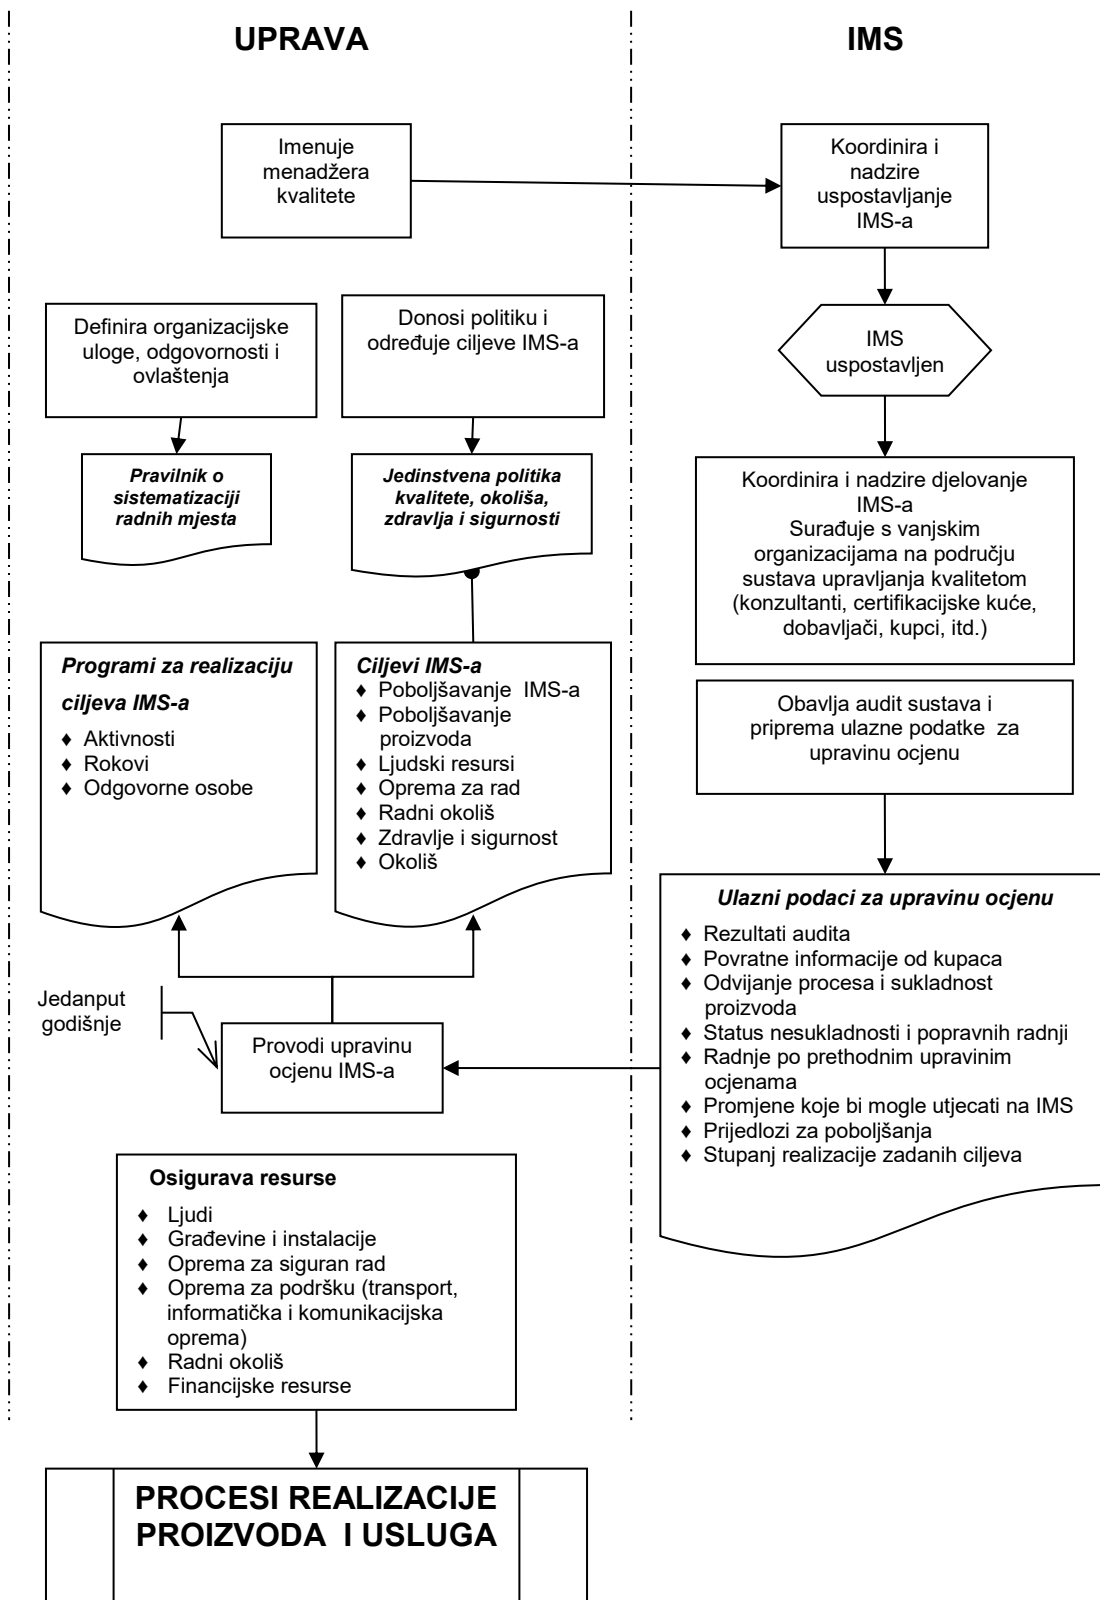 UPRAVA
IMS
Imenuje
menadžera
kvalitete
Koordinira i
nadzire
uspostavljanje
IMS-a
Definira organizacijske
uloge, odgovornosti i
ovlaštenja
Donosi politiku i
određuje ciljeve IMS-a
IMS
uspostavljen
Pravilnik o
sistematizaciji
radnih mjesta
Jedinstvena politika
kvalitete, okoliša,
zdravlja i sigurnosti
Koordinira i nadzire djelovanje
IMS-a
Surađuje s vanjskim
organizacijama na području
sustava upravljanja kvalitetom
(konzultanti, certifikacijske kuće,
dobavljači, kupci, itd.)
Programi za realizaciju
ciljeva IMS-a
♦ Aktivnosti
♦ Rokovi
♦ Odgovorne osobe
Ciljevi IMS-a
♦ Poboljšavanje IMS-a
♦ Poboljšavanje
proizvoda
♦ Ljudski resursi
♦ Oprema za rad
♦ Radni okoliš
♦ Zdravlje i sigurnost
♦ Okoliš
Obavlja audit sustava i
priprema ulazne podatke za
upravinu ocjenu
Ulazni podaci za upravinu ocjenu
♦ Rezultati audita
♦ Povratne informacije od kupaca
♦ Odvijanje procesa i sukladnost
proizvoda
♦ Status nesukladnosti i popravnih radnji
♦ Radnje po prethodnim upravinim
ocjenama
♦ Promjene koje bi mogle utjecati na IMS
♦ Prijedlozi za poboljšanja
♦ Stupanj realizacije zadanih ciljeva
Jedanput
godišnje
Provodi upravinu
ocjenu IMS-a
Osigurava resurse
♦ Ljudi
♦ Građevine i instalacije
♦ Oprema za siguran rad
♦ Oprema za podršku (transport,
informatička i komunikacijska
oprema)
♦ Radni okoliš
♦ Financijske resurse
PROCESI REALIZACIJE
PROIZVODA I USLUGA